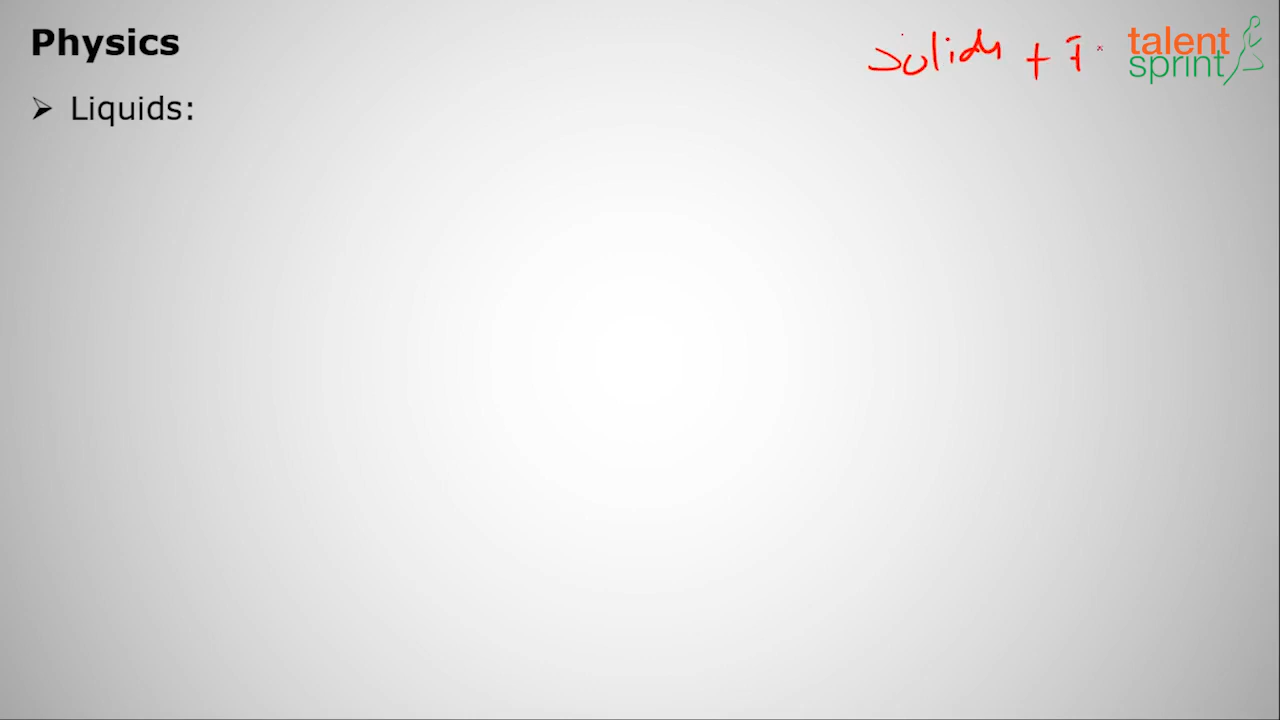 Physics
solids +
talent
sprint
Liquids: